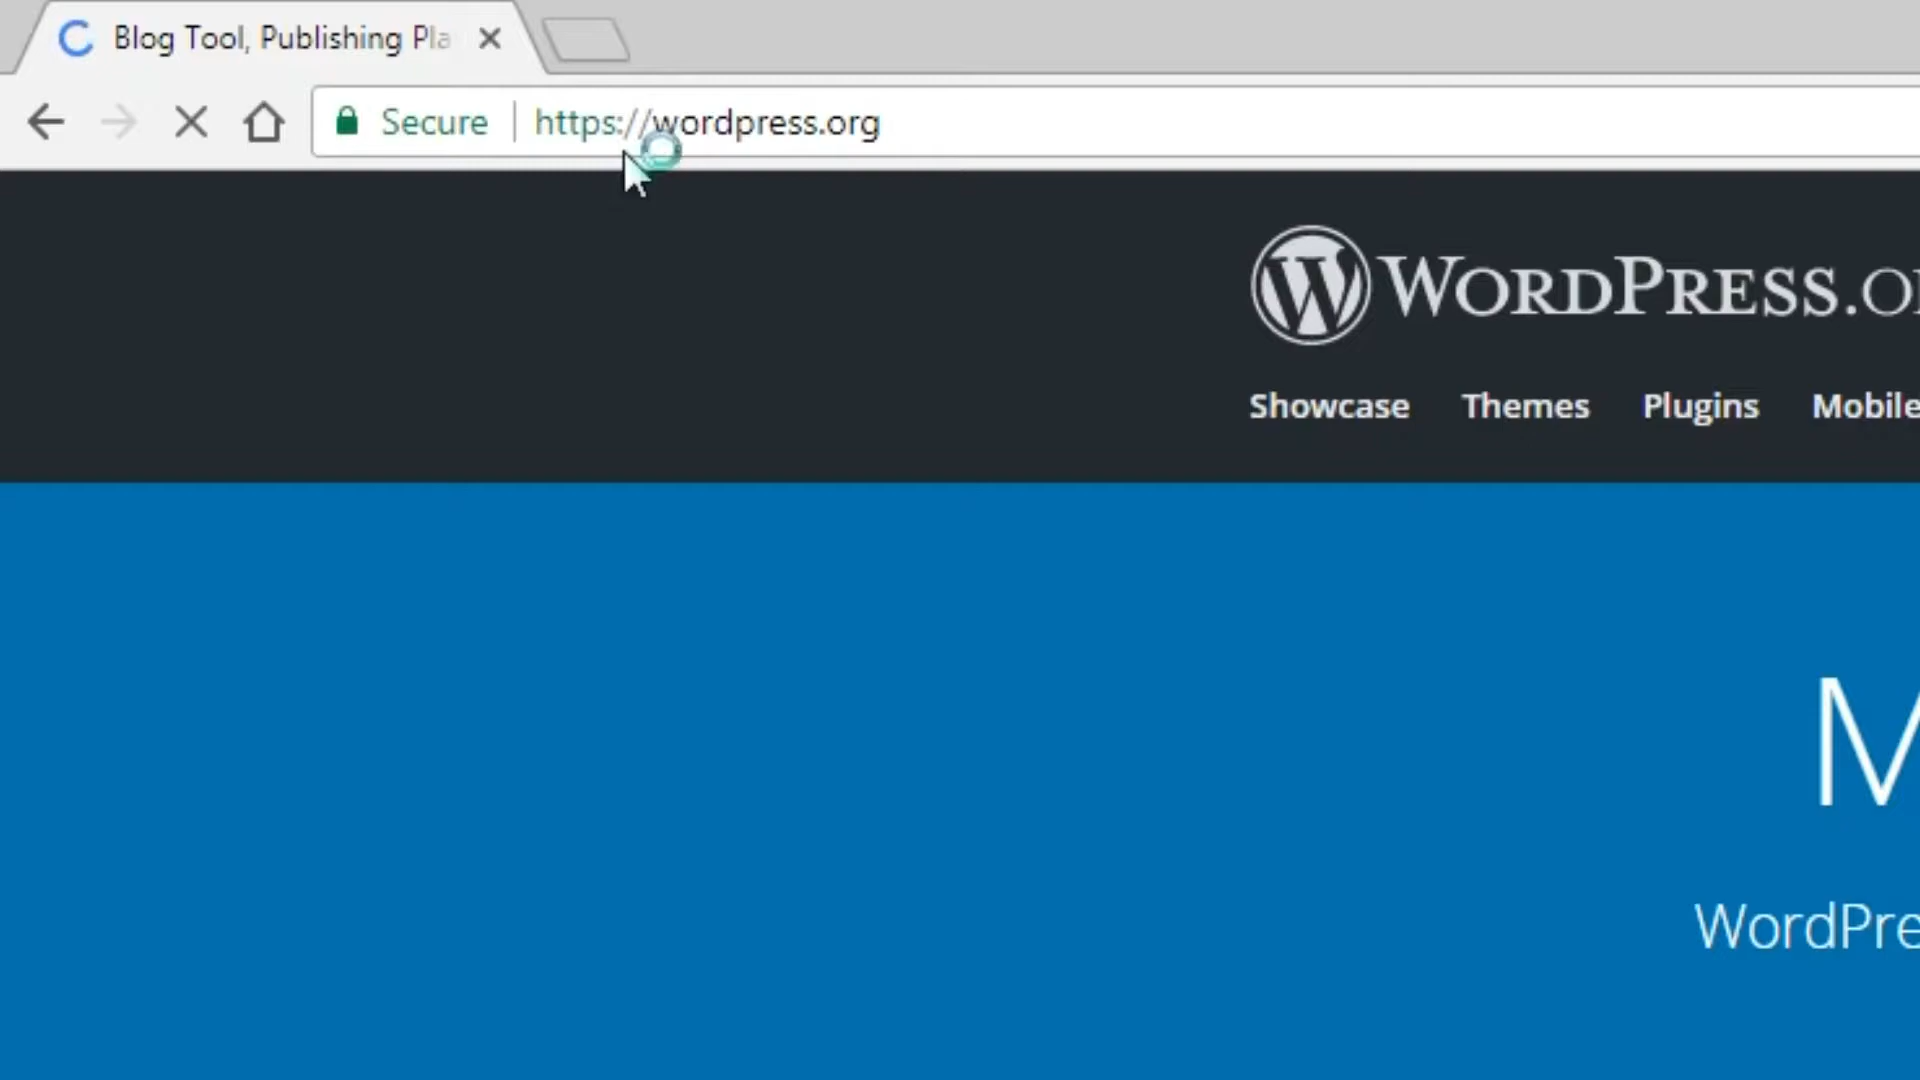 Blog Tool, Publishing Pla
Secure https://wordpress.org
WORDPRESS.O
Showcase Themes Plugins Mobile
M
WordPre